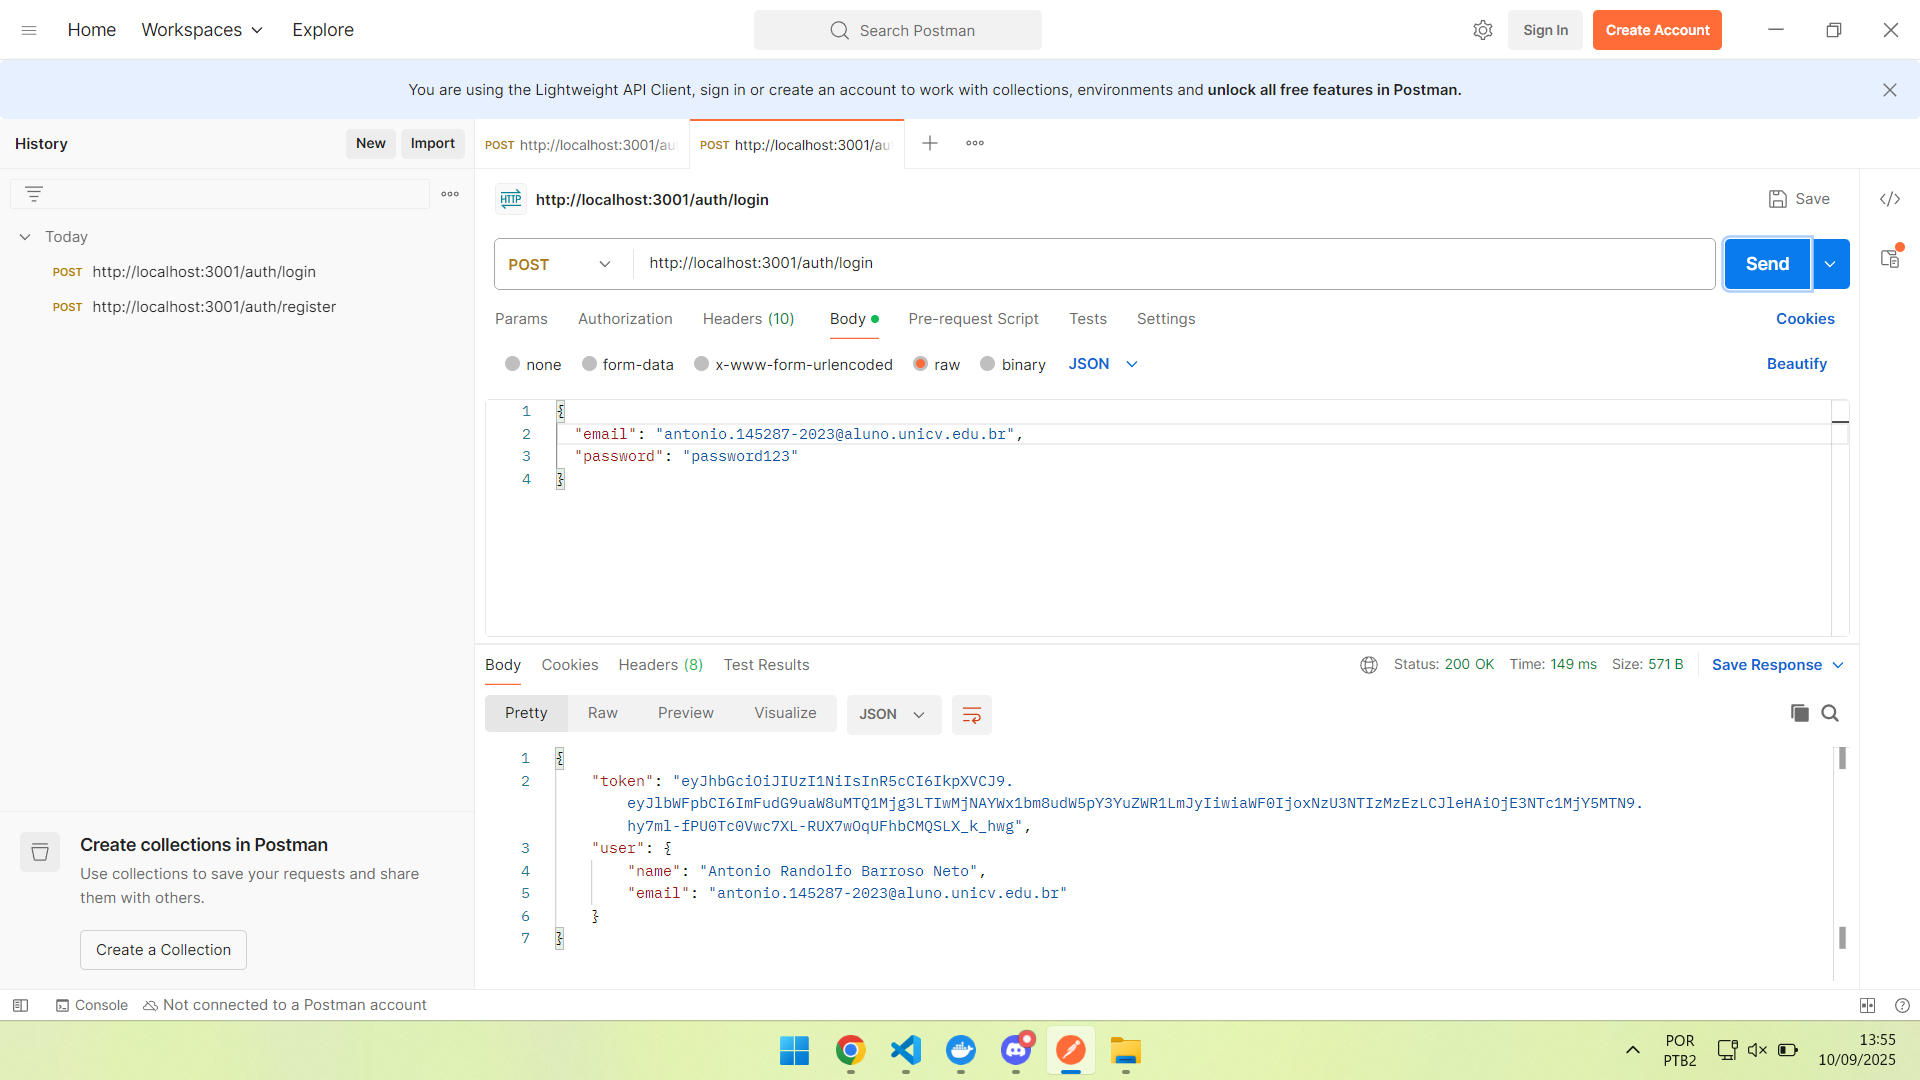 Home
Workspaces
Explore
Search Postman
Sign In
Create Account
You are using the Lightweight API Client, sign in or create an account to work with collections, environments and unlock all free features in Postman.
History
New
Import
POST http://localhost:3001/au
POST http://localhost:3001/au
HTTP
http://localhost:3001/auth/login
Save
Today
POST http://localhost:3001/auth/login
POST http://localhost:3001/auth/register
POST
http://localhost:3001/auth/login
Send
Params
Authorization
Headers (10)
Body
Pre-request Script
Tests
Settings
Cookies
none
form-data
x-www-form-urlencoded
raw
binary
JSON
Beautify
1 {
2 "email": "antonio.145287-2023@aluno.unicv.edu.br",
3 "password": "password123"
4 }
Body
Cookies
Headers (8)
Test Results
Status: 200 OK
Time: 149 ms
Size: 571 B
Save Response
Pretty
Raw
Preview
Visualize
JSON
1 {
2 "token": "eyJhbGciOiJIUzI1NiIsInR5cCI6IkpXVCJ9.
eyJlbWFpbCI6ImFudG9uaW8uMTQ1Mjg3LTIwMjNAYWx1bm8udW5pY3YuZWR1LmJyIiwiaWF0IjoxNzU3NTIzMzEzLCJleHAiOjE3NTc1MjY5MTN9.
hy7ml-fPU0Tc0Vwc7XL-RUX7wOqUFhbCMQSLX_k_hwg",
3 "user": {
4 "name": "Antonio Randolfo Barroso Neto",
5 "email": "antonio.145287-2023@aluno.unicv.edu.br"
6 }
7 }
Create collections in Postman
Use collections to save your requests and share
them with others.
Create a Collection
Console
Not connected to a Postman account
POR
PTB2
13:55
10/09/2025